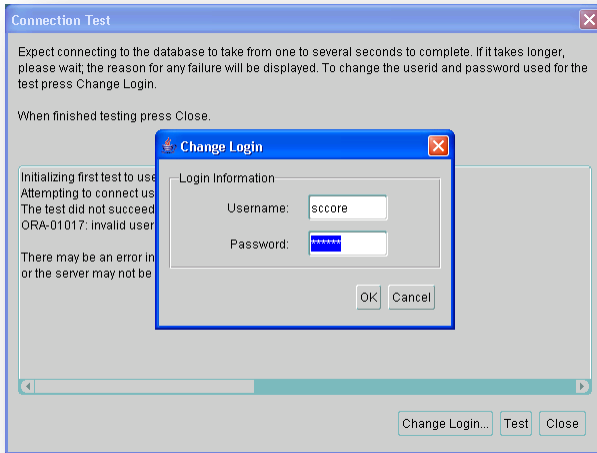 Connection Test
Expect connecting to the database to take from one to several seconds to complete. If it takes longer,
please wait; the reason for any failure will be displayed. To change the userid and password used for the
test press Change Login.
When finished testing press Close.
Change Login
Initializing first test to use
Attempting to connect us
The test did not succeed
ORA-01017: invalid user
There may be an error in
or the server may not be
Login Information
Username: sccore
Password: ******
OK Cancel
Change Login... Test Close